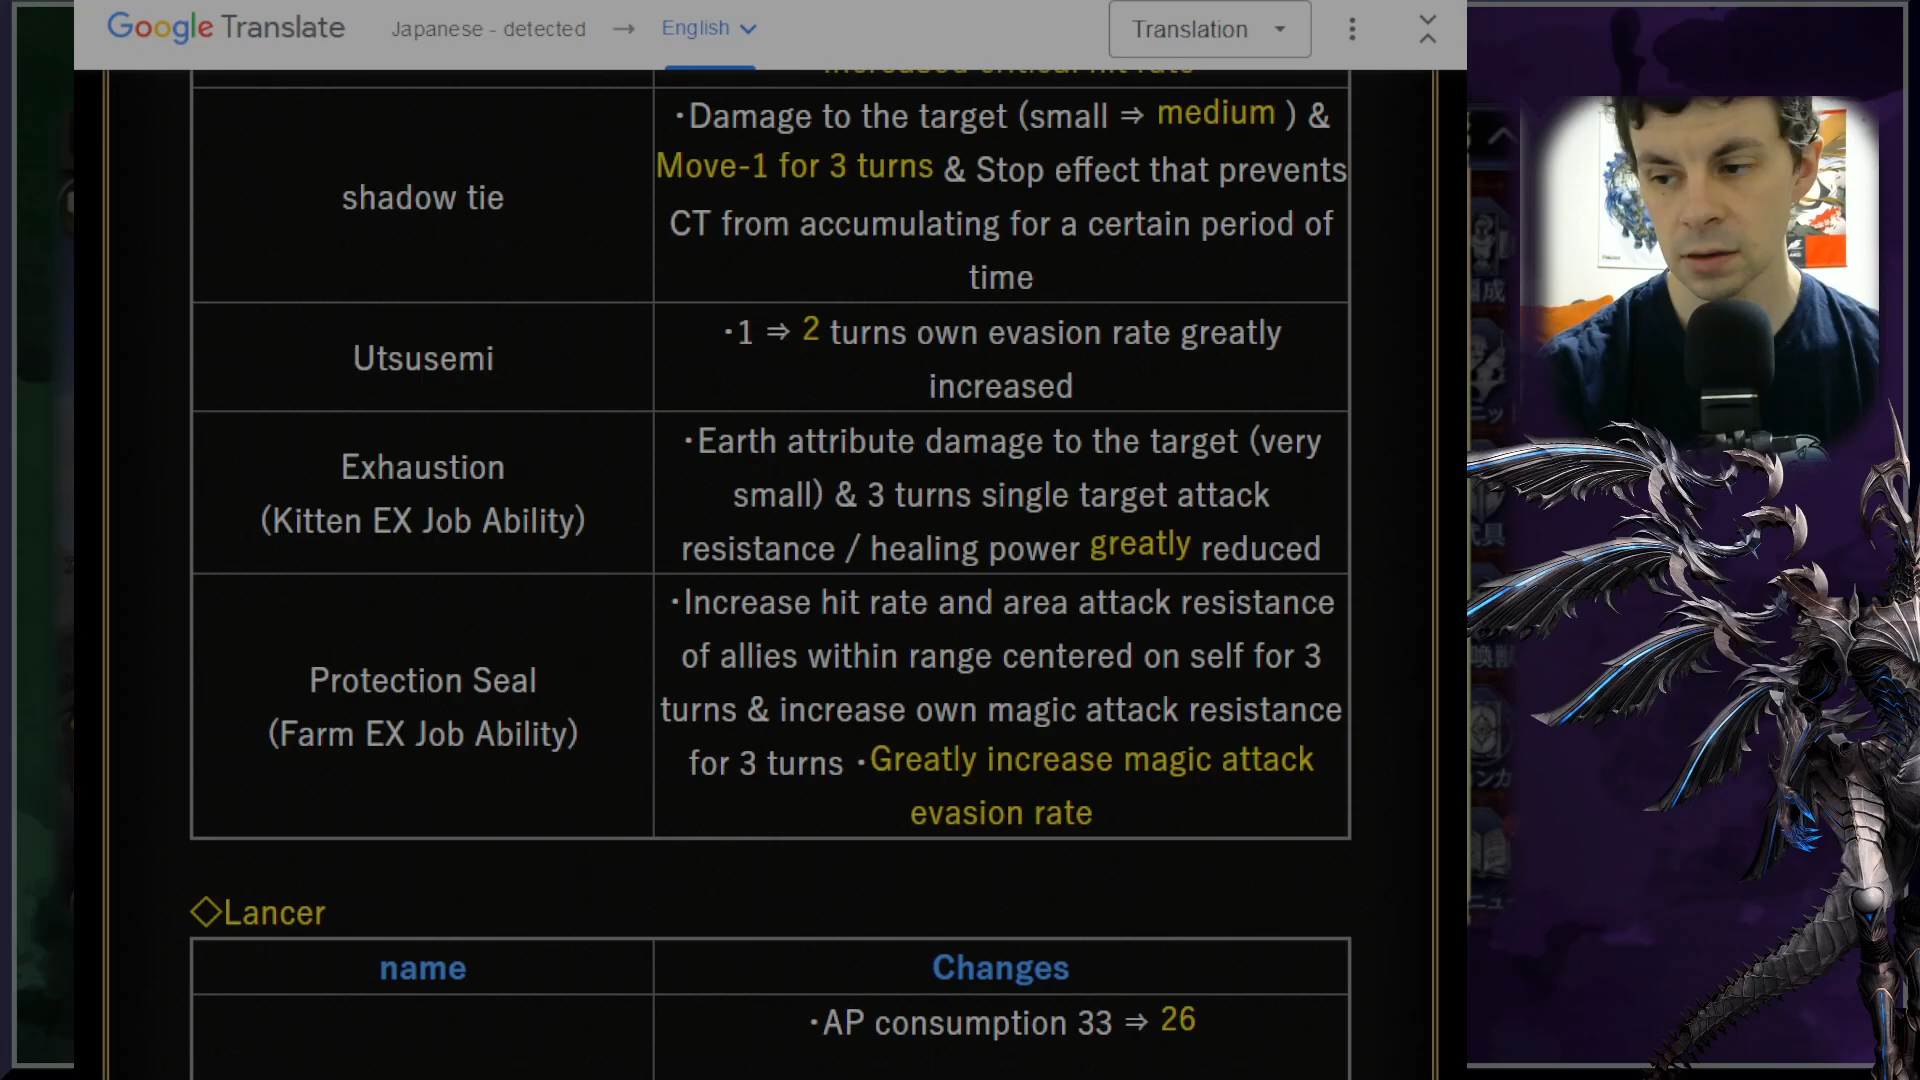 Google Translate
Japanese - detected
→
English
Translation
increased critical hit rate
shadow tie
・Damage to the target (small ⇒ medium ) &
Move-1 for 3 turns & Stop effect that prevents
CT from accumulating for a certain period of
time
Utsusemi
・1 ⇒ 2 turns own evasion rate greatly
increased
Exhaustion
(Kitten EX Job Ability)
・Earth attribute damage to the target (very
small) & 3 turns single target attack
resistance / healing power greatly reduced
Protection Seal
(Farm EX Job Ability)
・Increase hit rate and area attack resistance
of allies within range centered on self for 3
turns & increase own magic attack resistance
for 3 turns ・Greatly increase magic attack
evasion rate
◇Lancer
name
Changes
・AP consumption 33 ⇒ 26